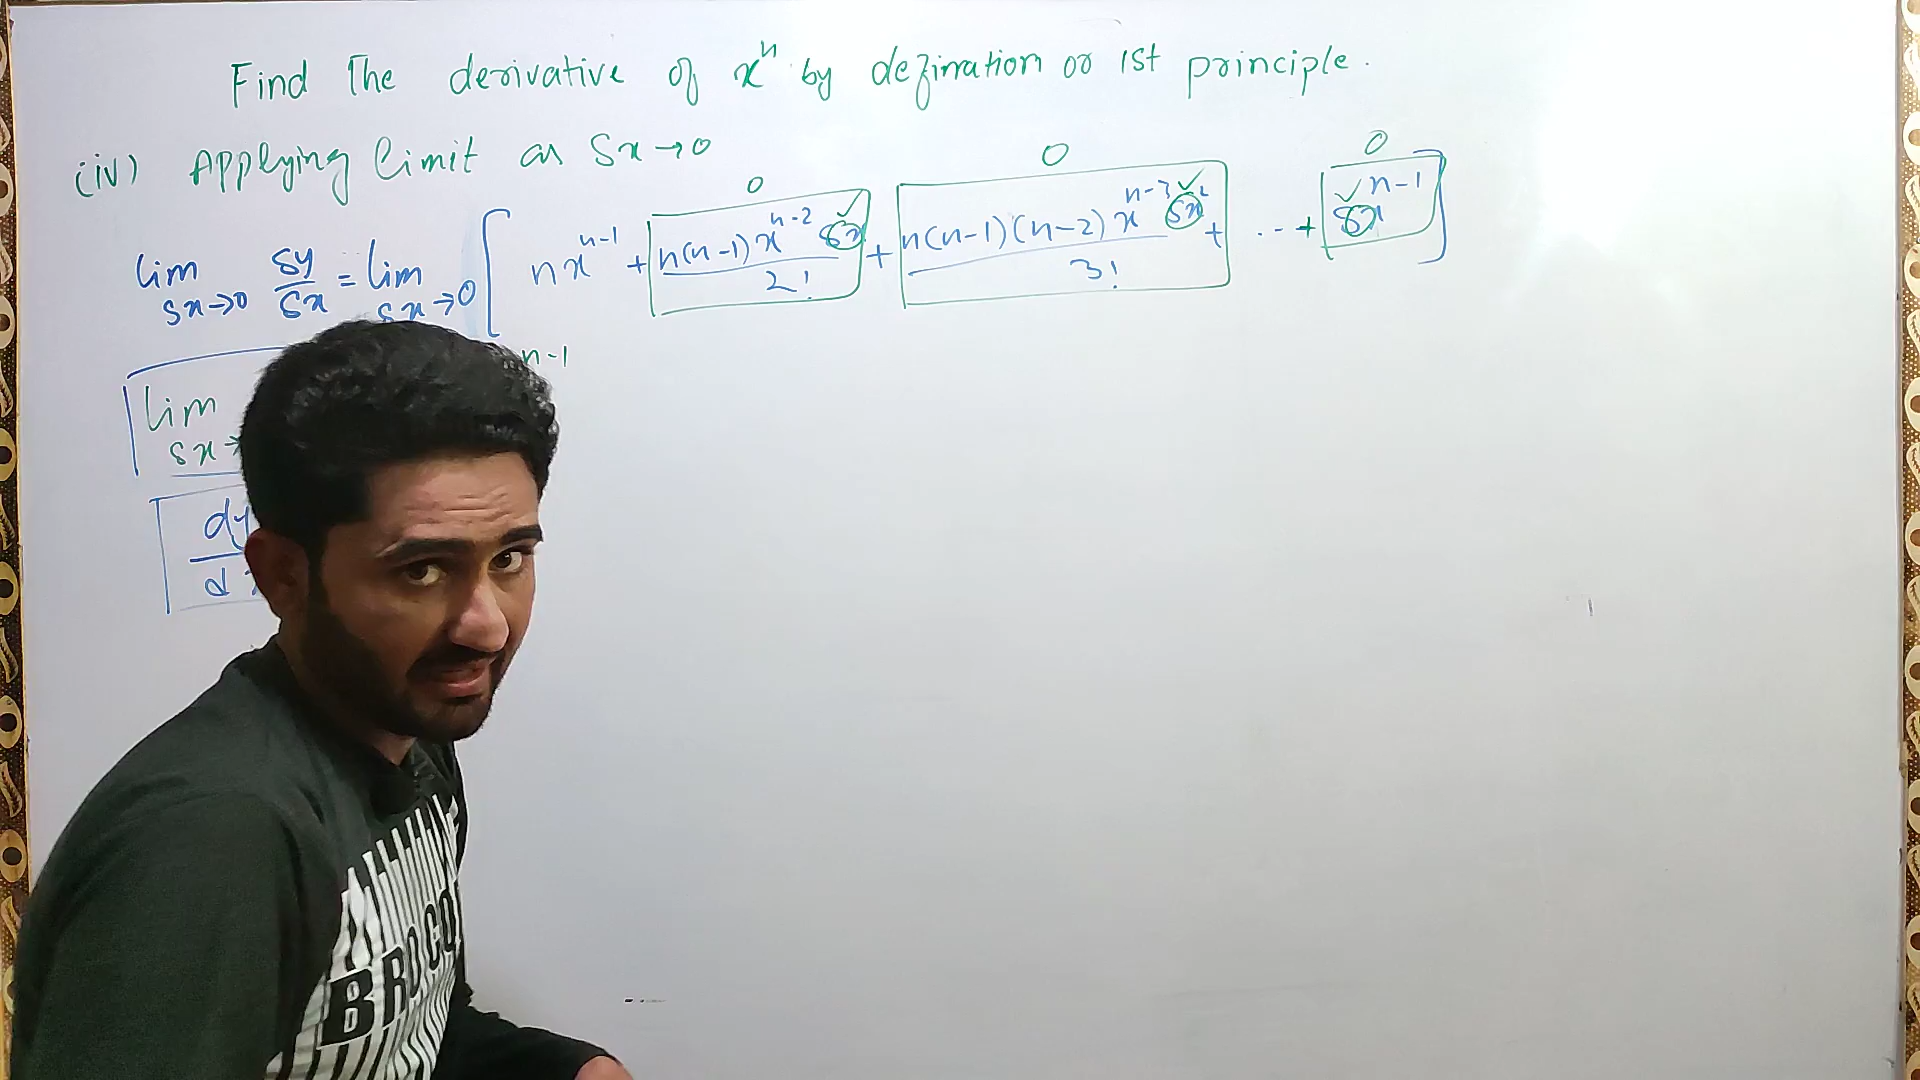 Find The derivative of xⁿ by defination or 1st principle.
(iv) Applying limit as δx→0
0 0 0
lim δx→0 δy/δx = lim δx→0 [ nxⁿ⁻¹ + n(n-1)xⁿ⁻² δx / 2! + n(n-1)(n-2)xⁿ⁻³ δx² / 3! + ... + δxⁿ⁻¹ ]
n-1
lim
δx→
dy
d
BROO